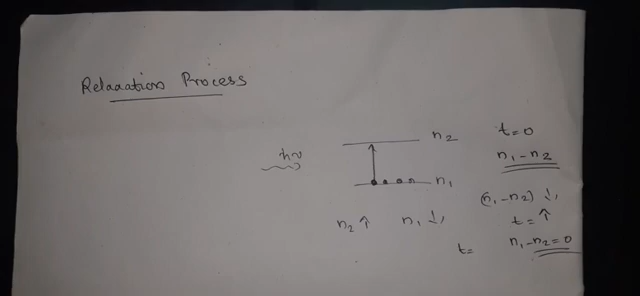 Relaxation Process
n₂ t=0
hν n₁-n₂
n₁
(n₁-n₂) ↓
n₂ ↑ n₁ ↓ t= ↑
t= n₁-n₂=0